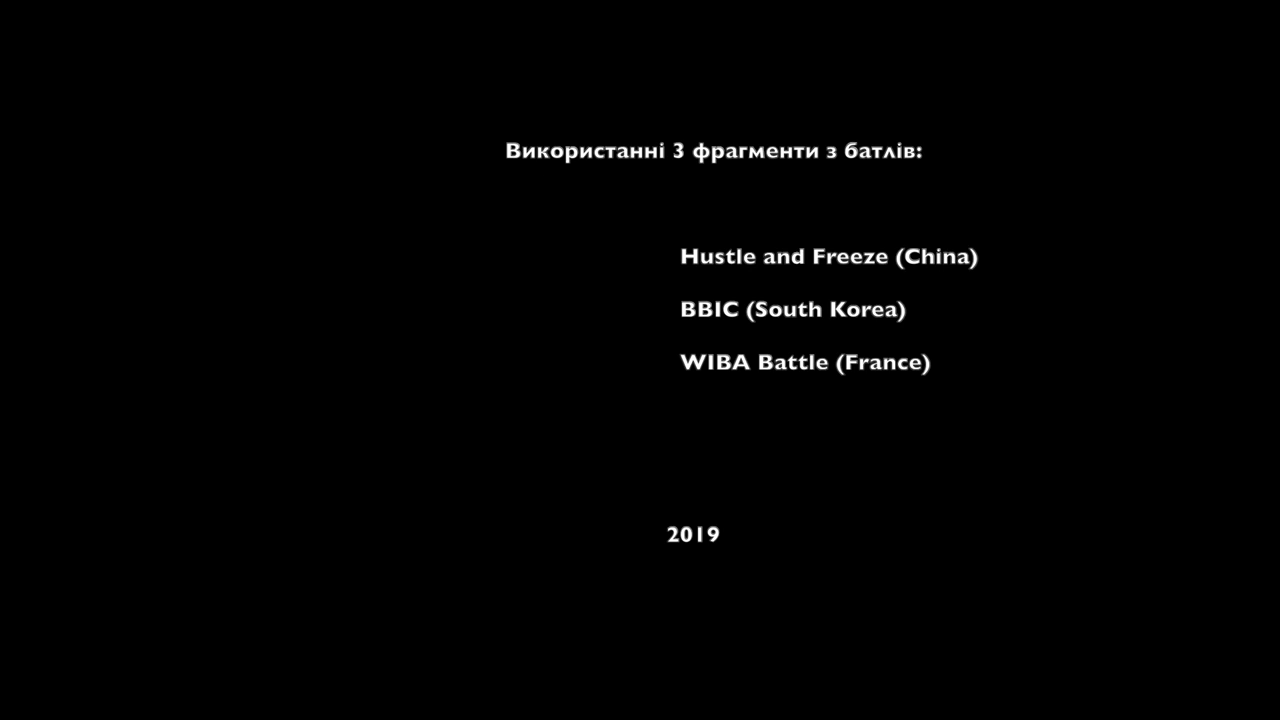 Використанні 3 фрагменти з батлів:
Hustle and Freeze (China)
BBIC (South Korea)
WIBA Battle (France)
2019